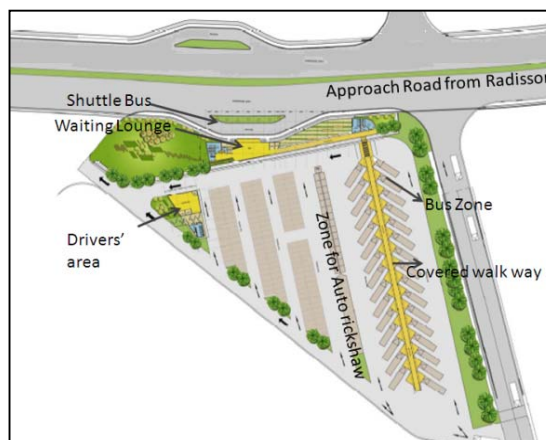 Approach Road from Radisson
Shuttle Bus
Waiting Lounge
Bus Zone
Drivers'
area
Zone for Auto rickshaw
Covered walk way